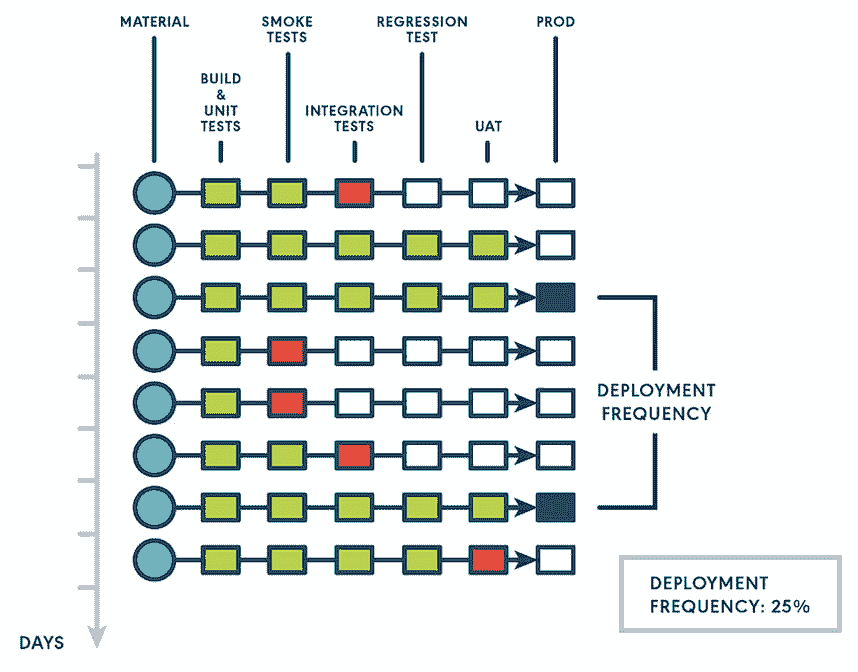 MATERIAL
SMOKE
TESTS
REGRESSION
TEST
PROD
BUILD
&
UNIT
TESTS
INTEGRATION
TESTS
UAT
DEPLOYMENT
FREQUENCY
DEPLOYMENT
FREQUENCY: 25%
DAYS